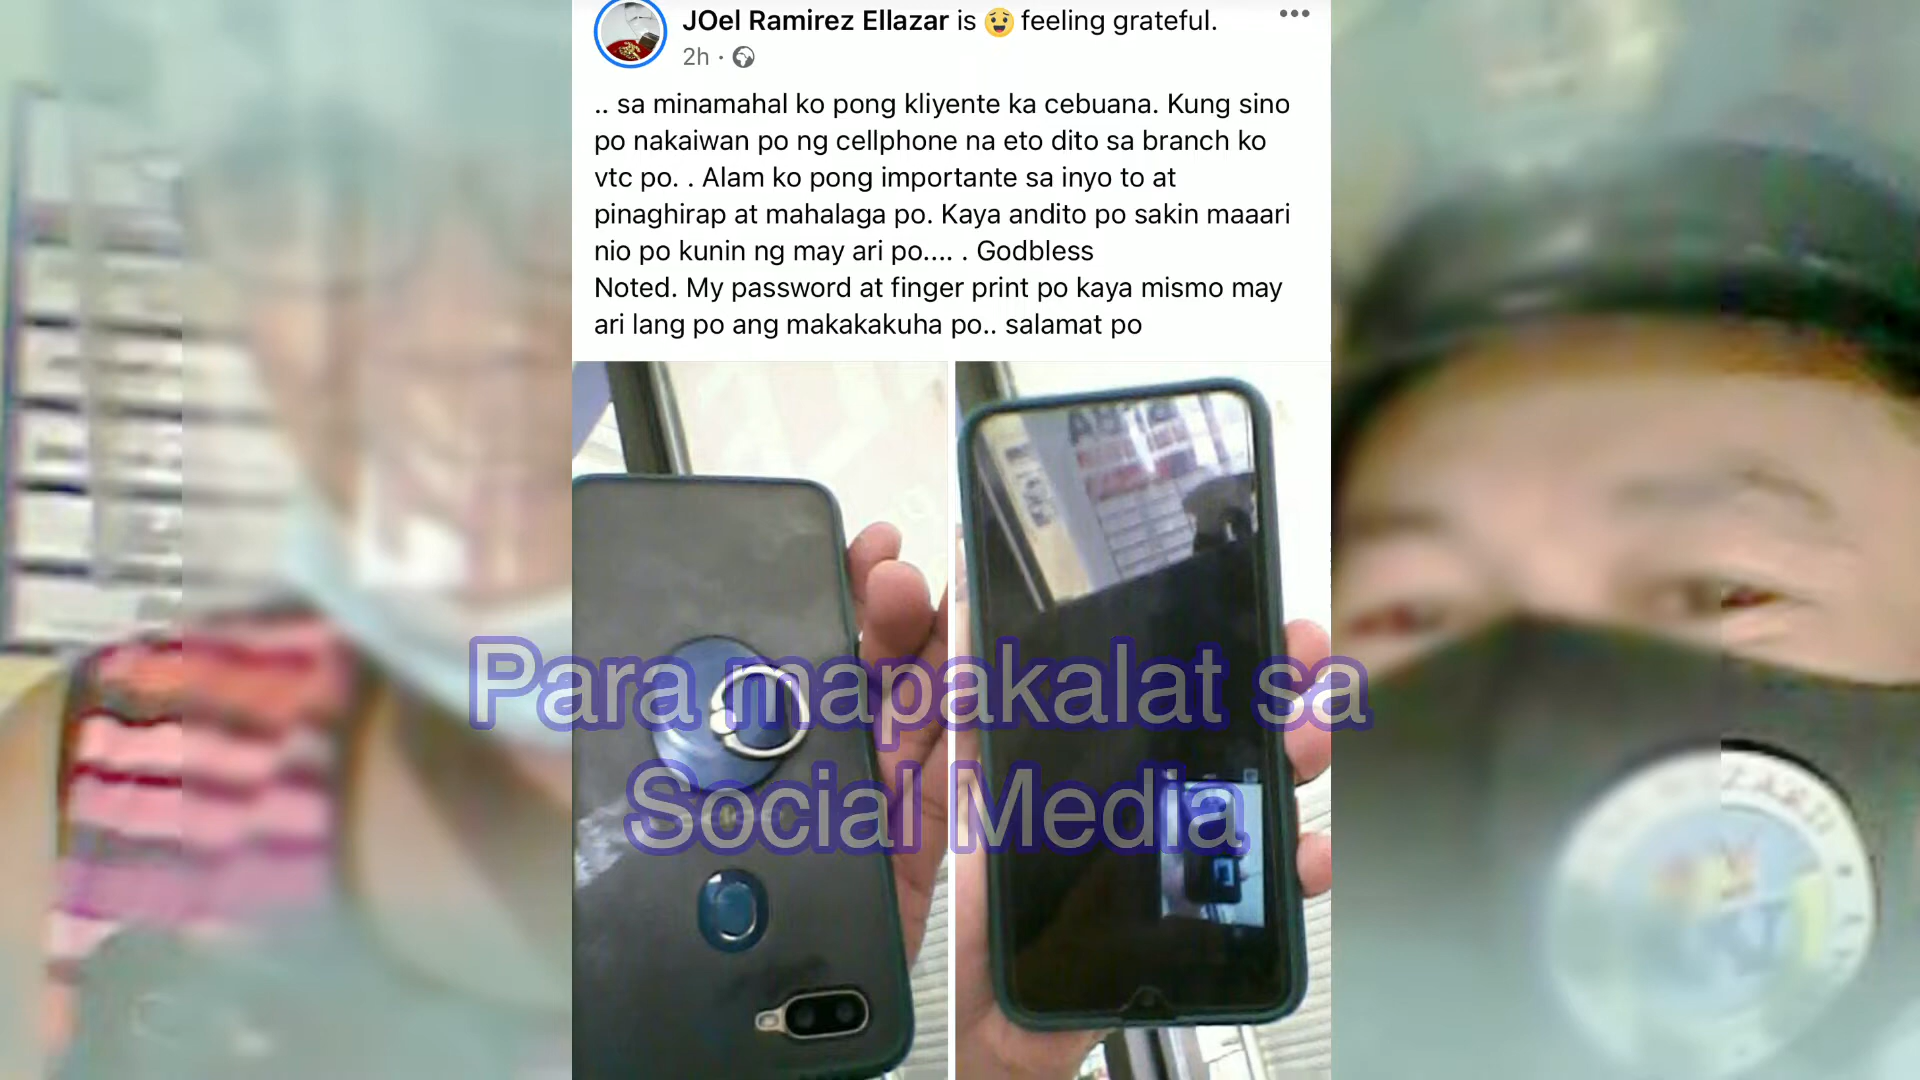 JOel Ramirez Ellazar is 😲 feeling grateful.
2h ·
.. sa minamahal ko pong kliyente ka cebuana. Kung sino
po nakaiwan po ng cellphone na eto dito sa branch ko
vtc po. . Alam ko pong importante sa inyo to at
pinaghirap at mahalaga po. Kaya andito po sakin maaari
nio po kunin ng may ari po.... . Godbless
Noted. My password at finger print po kaya mismo may
ari lang po ang makakakuha po.. salamat po
Para mapakalat sa
Social Media